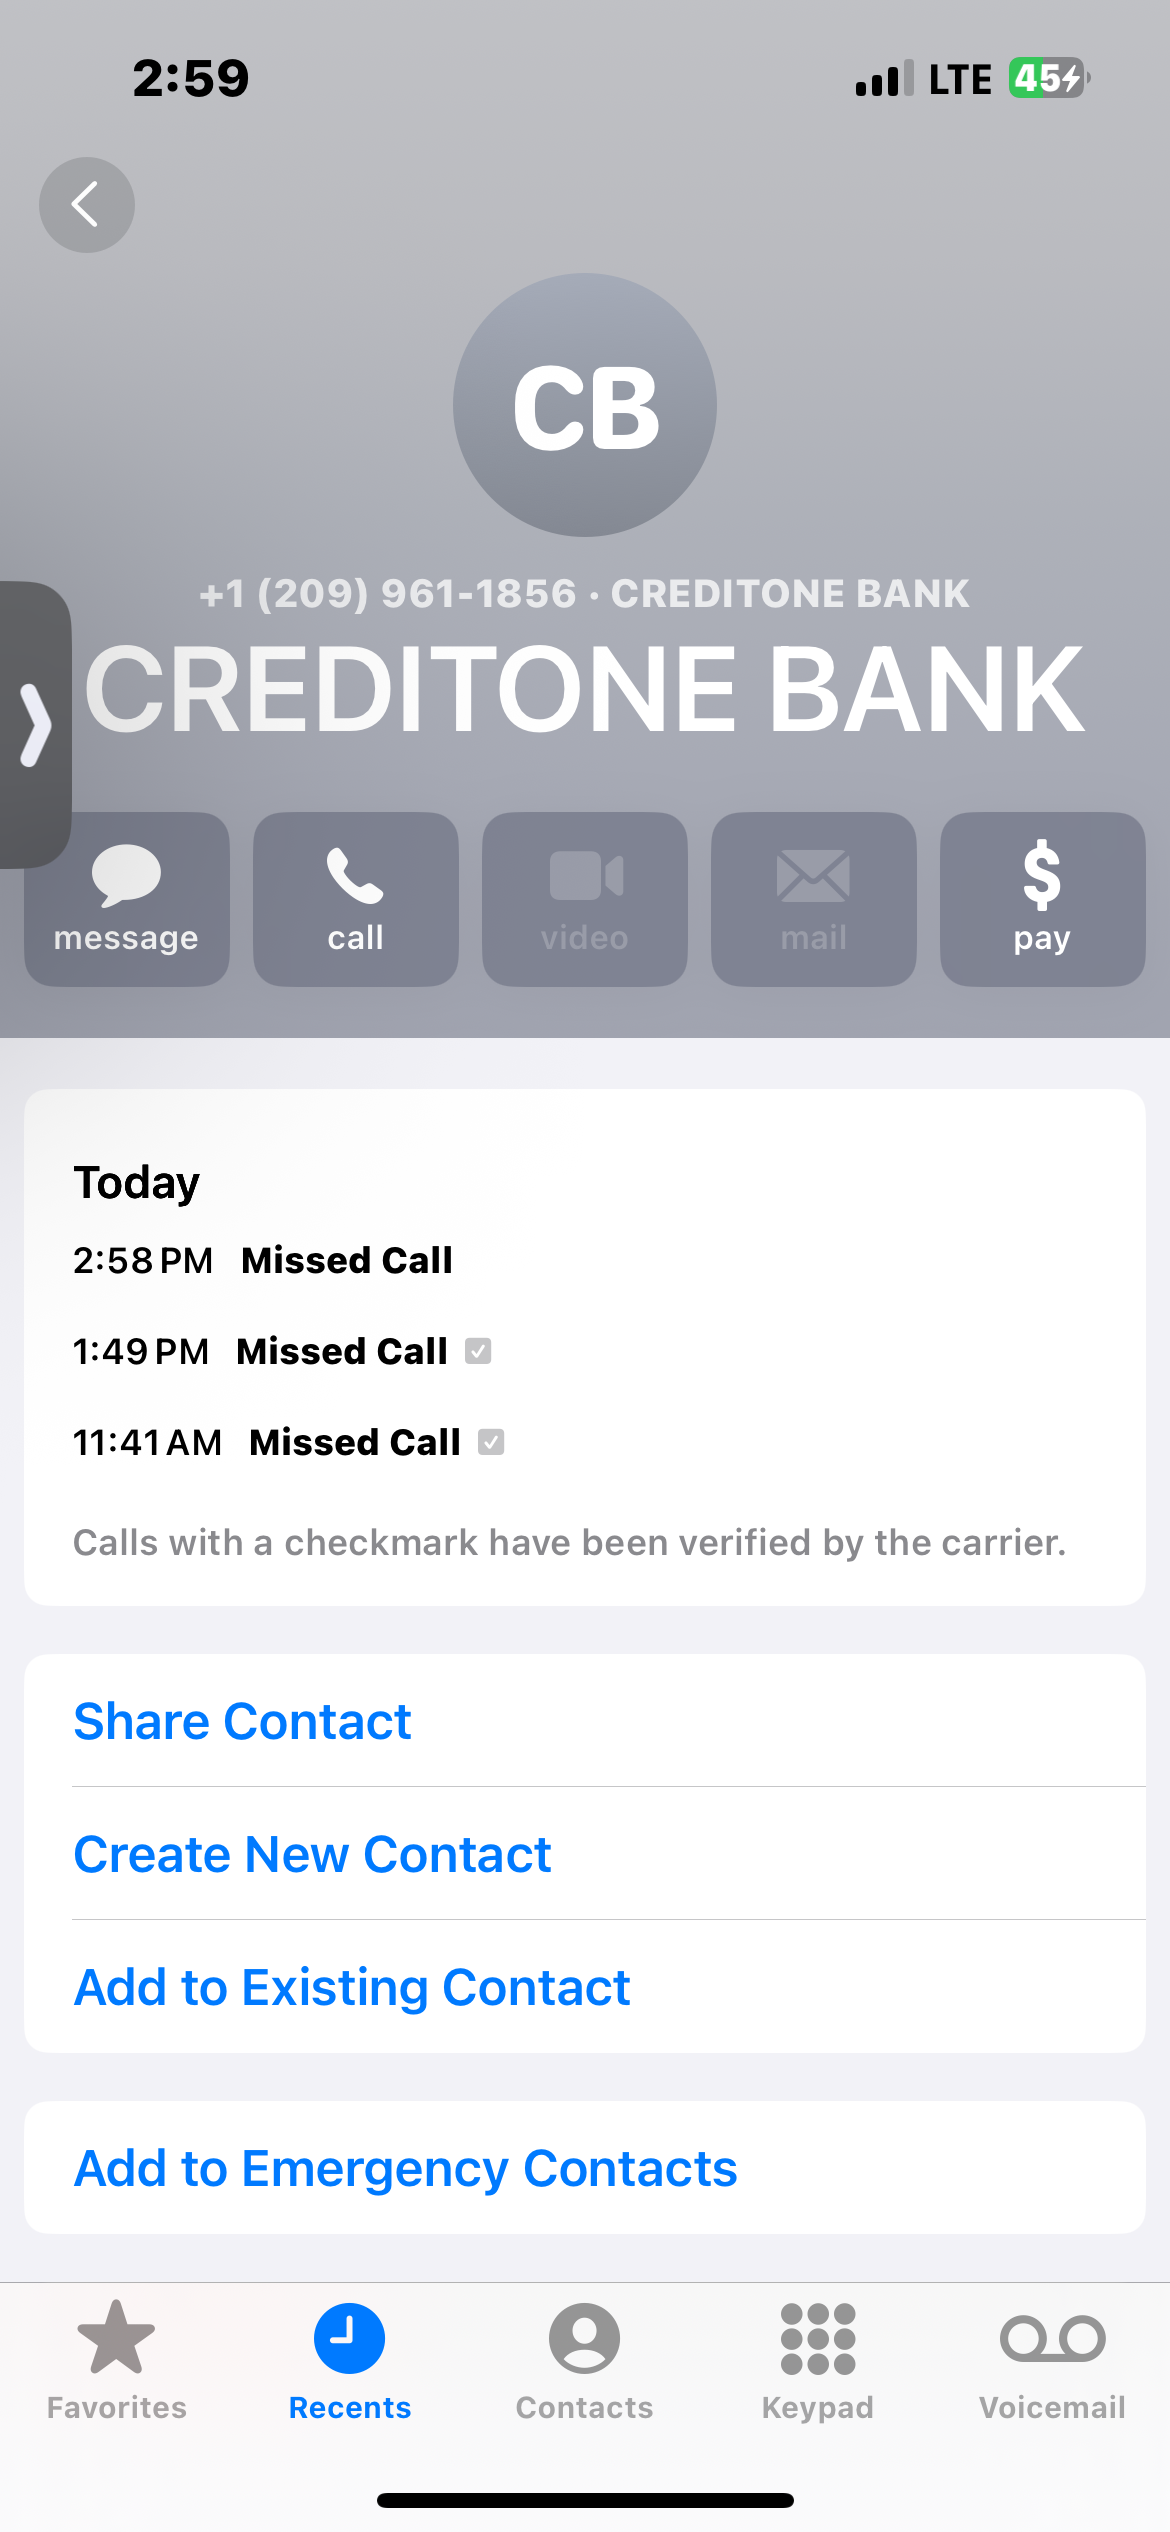 2:59 LTE 45
CB
+1 (209) 961-1856 · CREDITONE BANK
CREDITONE BANK
message call video mail pay
Today
2:58 PM Missed Call
1:49 PM Missed Call
11:41 AM Missed Call
Calls with a checkmark have been verified by the carrier.
Share Contact
Create New Contact
Add to Existing Contact
Add to Emergency Contacts
Favorites Recents Contacts Keypad Voicemail